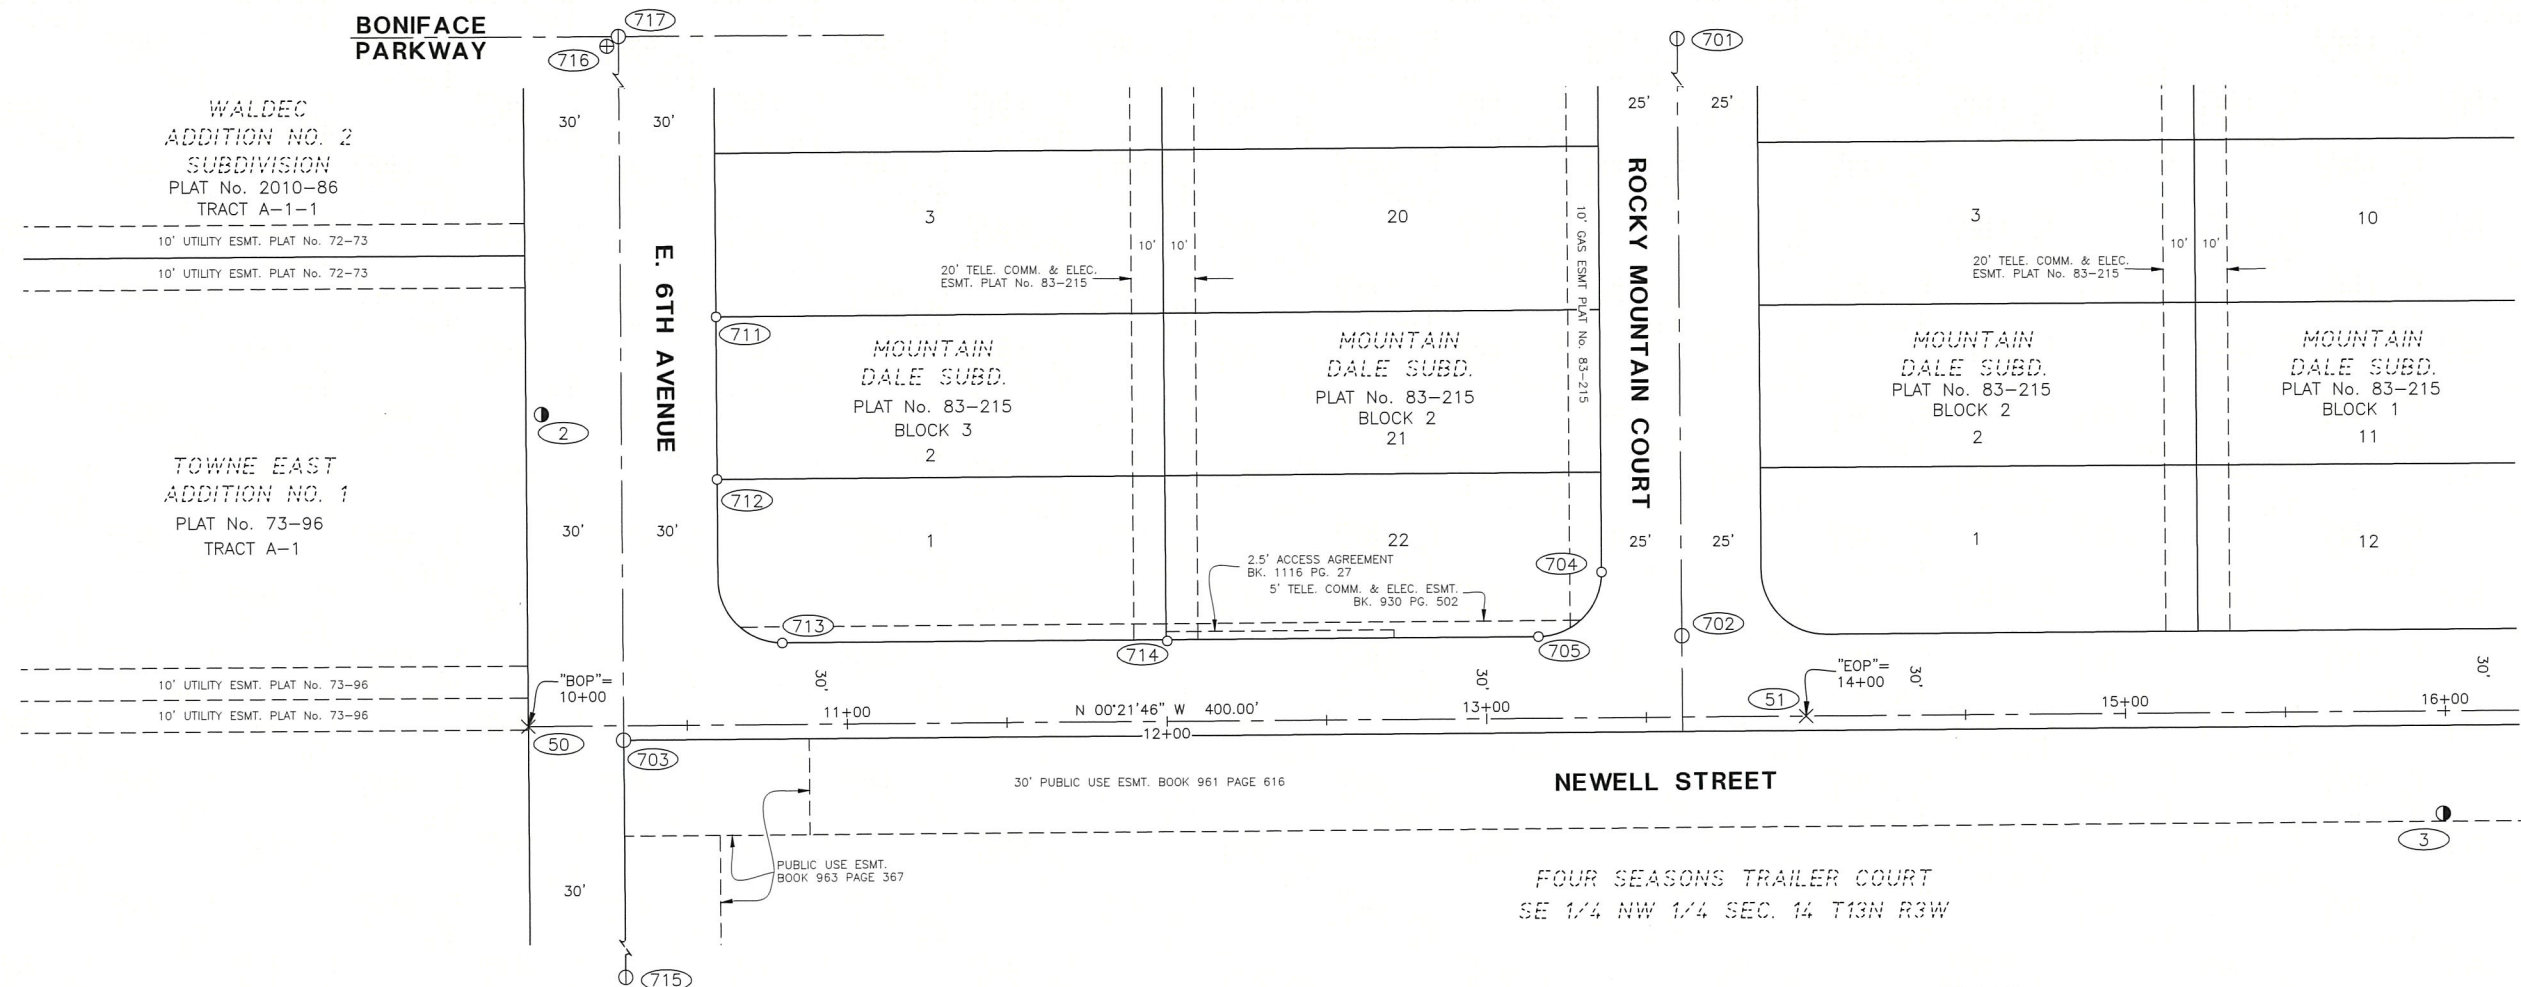 BONIFACE
PARKWAY
717
716
701
WALDEC
ADDITION NO. 2
SUBDIVISION
PLAT No. 2010-86
TRACT A-1-1
10' UTILITY ESMT. PLAT No. 72-73
10' UTILITY ESMT. PLAT No. 72-73
30'
30'
E. 6TH AVENUE
3
20
10'
10'
20' TELE. COMM. & ELEC.
ESMT. PLAT No. 83-215
10' GAS ESMT PLAT No. 83-215
25'
25'
ROCKY MOUNTAIN COURT
3
10
10'
10'
20' TELE. COMM. & ELEC.
ESMT. PLAT No. 83-215
711
MOUNTAIN
DALE SUBD.
PLAT No. 83-215
BLOCK 3
2
MOUNTAIN
DALE SUBD.
PLAT No. 83-215
BLOCK 2
21
MOUNTAIN
DALE SUBD.
PLAT No. 83-215
BLOCK 2
2
MOUNTAIN
DALE SUBD.
PLAT No. 83-215
BLOCK 1
11
2
TOWNE EAST
ADDITION NO. 1
PLAT No. 73-96
TRACT A-1
712
30'
30'
1
22
25'
25'
1
12
2.5' ACCESS AGREEMENT
BK. 1116 PG. 27
5' TELE. COMM. & ELEC. ESMT.
BK. 930 PG. 502
704
713
714
705
702
10' UTILITY ESMT. PLAT No. 73-96
10' UTILITY ESMT. PLAT No. 73-96
"BOP"=
10+00
30'
30'
"EOP"=
14+00
30'
30'
50
703
11+00
N 00°21'46" W 400.00'
12+00
13+00
51
15+00
16+00
30' PUBLIC USE ESMT. BOOK 961 PAGE 616
NEWELL STREET
3
PUBLIC USE ESMT.
BOOK 963 PAGE 367
30'
FOUR SEASONS TRAILER COURT
SE 1/4 NW 1/4 SEC. 14 T13N R3W
715